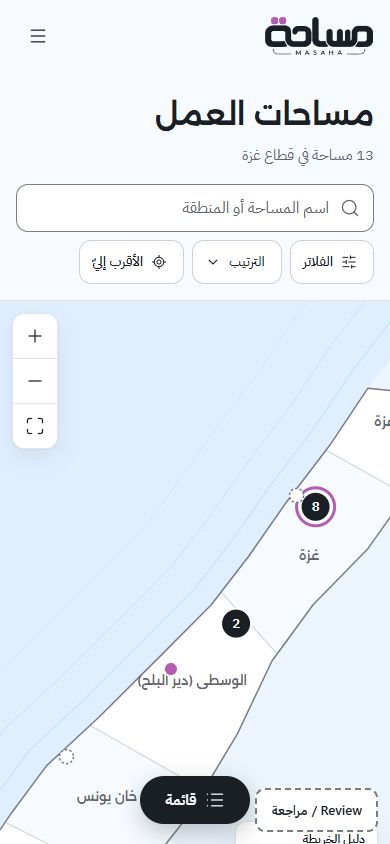 مساحة
MASAHA
مساحات العمل
13 مساحة في قطاع غزة
اسم المساحة أو المنطقة
الفلاتر
الترتيب
الأقرب إليّ
غزة
8
غزة
2
الوسطى (دير البلح)
خان يونس
قائمة
Review / مراجعة
دليل الخريطة